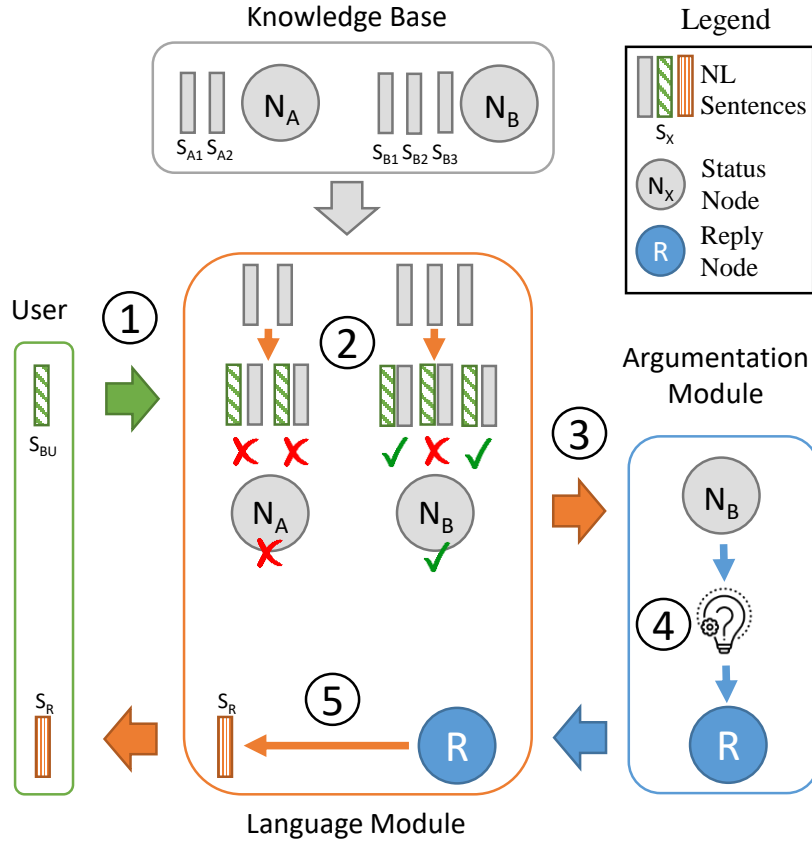 Knowledge Base
N_A
N_B
S_A1 S_A2
S_B1 S_B2 S_B3
Legend
NL
Sentences
S_X
N_X
Status
Node
R
Reply
Node
User
1
S_BU
2
N_A
N_B
3
Argumentation
Module
N_B
4
R
S_R
S_R
5
R
Language Module